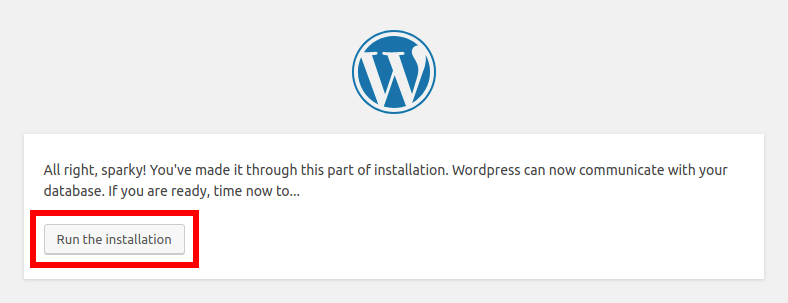 All right, sparky! You've made it through this part of installation. Wordpress can now communicate with your
database. If you are ready, time now to...
Run the installation